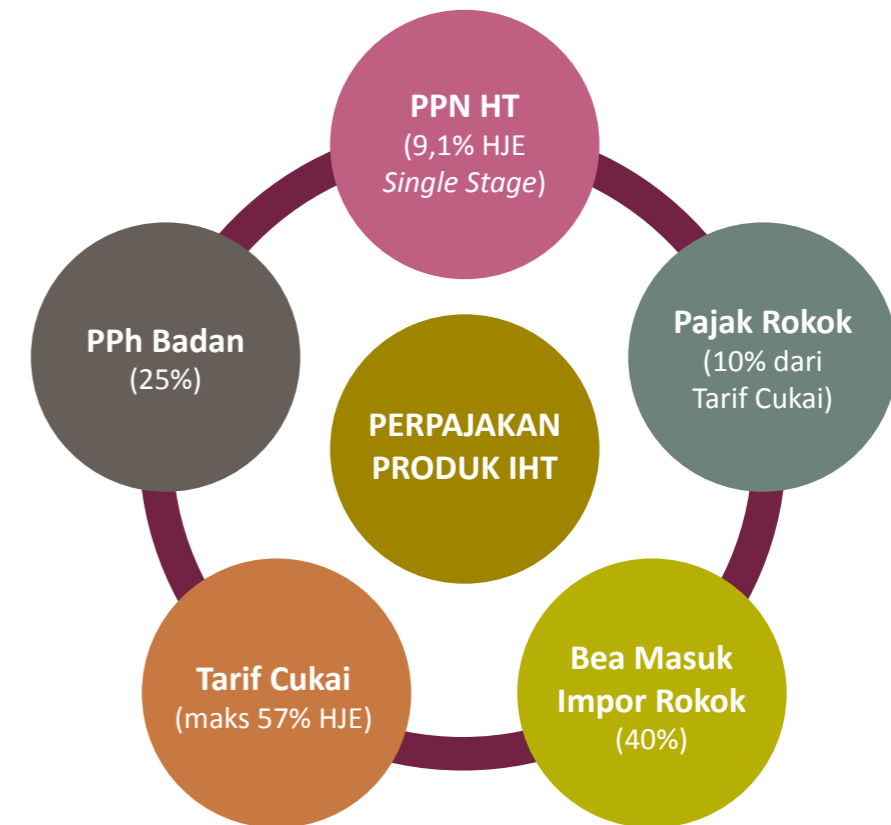 PPN HT
(9,1% HJE
Single Stage)
Pajak Rokok
(10% dari
Tarif Cukai)
Bea Masuk
Impor Rokok
(40%)
Tarif Cukai
(maks 57% HJE)
PPh Badan
(25%)
PERPAJAKAN
PRODUK IHT